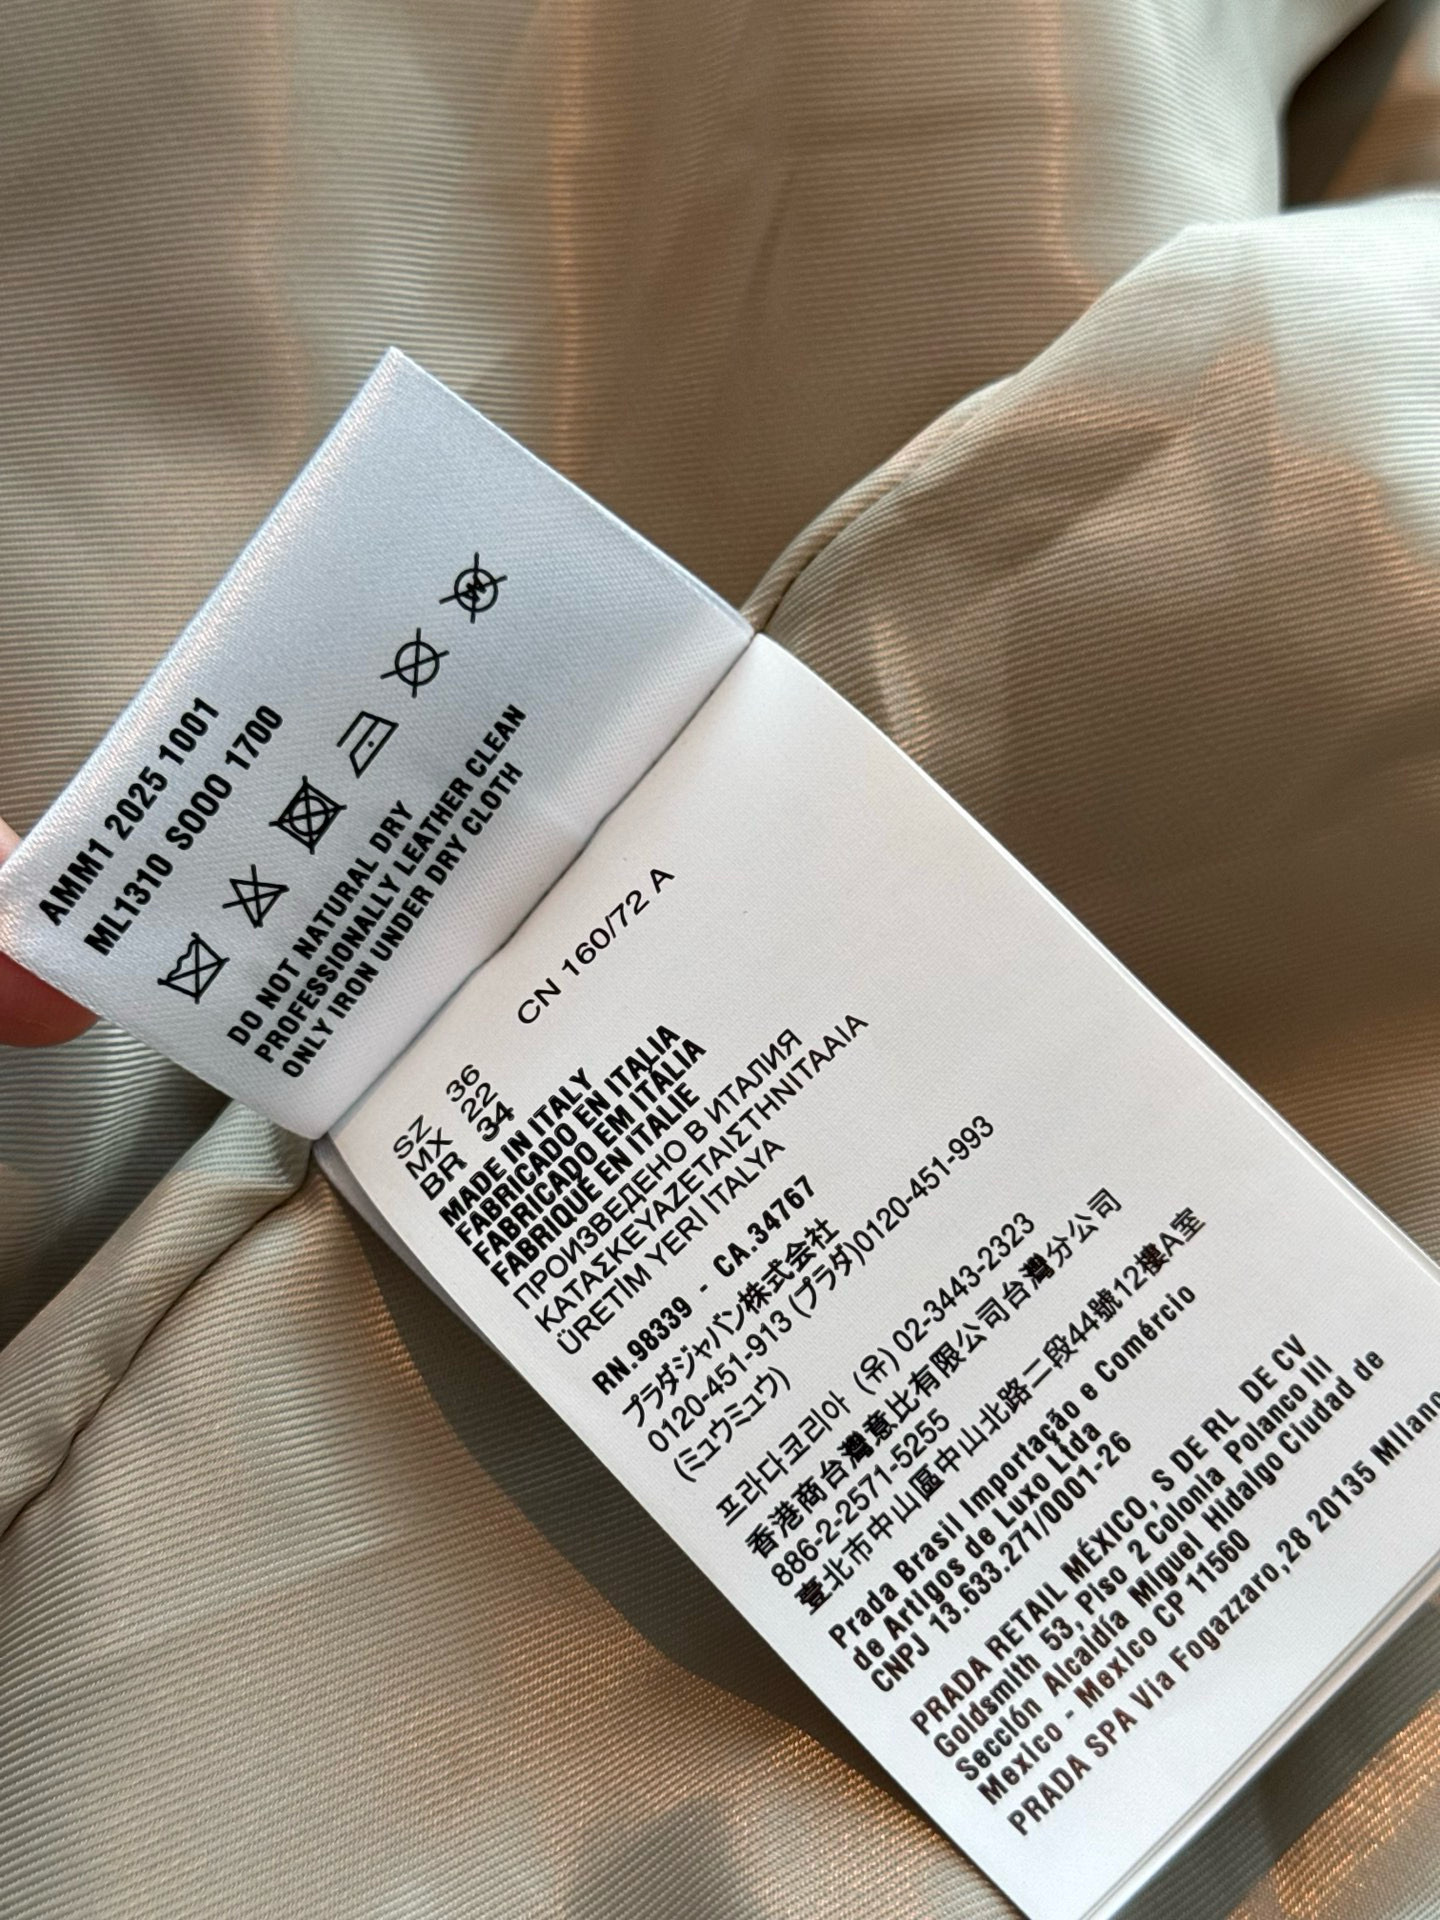 AMM1 2025 1001
ML1310 S000 1700
W
DO NOT NATURAL DRY
PROFESSIONALLY LEATHER CLEAN
ONLY IRON UNDER DRY CLOTH
CN 160/72 A
SZ 36
MX 22
BR 34
MADE IN ITALY
FABRICADO EN ITALIA
FABRICADO EM ITÁLIA
FABRIQUÉ EN ITALIE
ПРОИЗВЕДЕНО В ИТАЛИЯ
ΚΑΤΑΣΚΕΥΑΖΕΤΑΙΣΤΗΝΙΤΑΑΙΑ
ÜRETİM YERİ İTALYA
RN.98339 - CA.34767
プラダジャパン株式会社
0120-451-913 (プラダ)0120-451-993
(ミュウミュウ)
프라다코리아 (유) 02-3443-2323
香港商台灣意比有限公司台灣分公司
886-2-2571-5255
臺北市中山區中山北路二段44號12樓A室
Prada Brasil Importação e Comércio
de Artigos de Luxo Ltda
CNPJ 13.633.271/0001-26
PRADA RETAIL MÉXICO, S DE RL DE CV
Goldsmith 53, Piso 2 Colonia Polanco III
Sección Alcaldía Miguel Hidalgo Ciudad de
Mexico - Mexico CP 11560
PRADA SPA Via Fogazzaro,28 20135 Milano